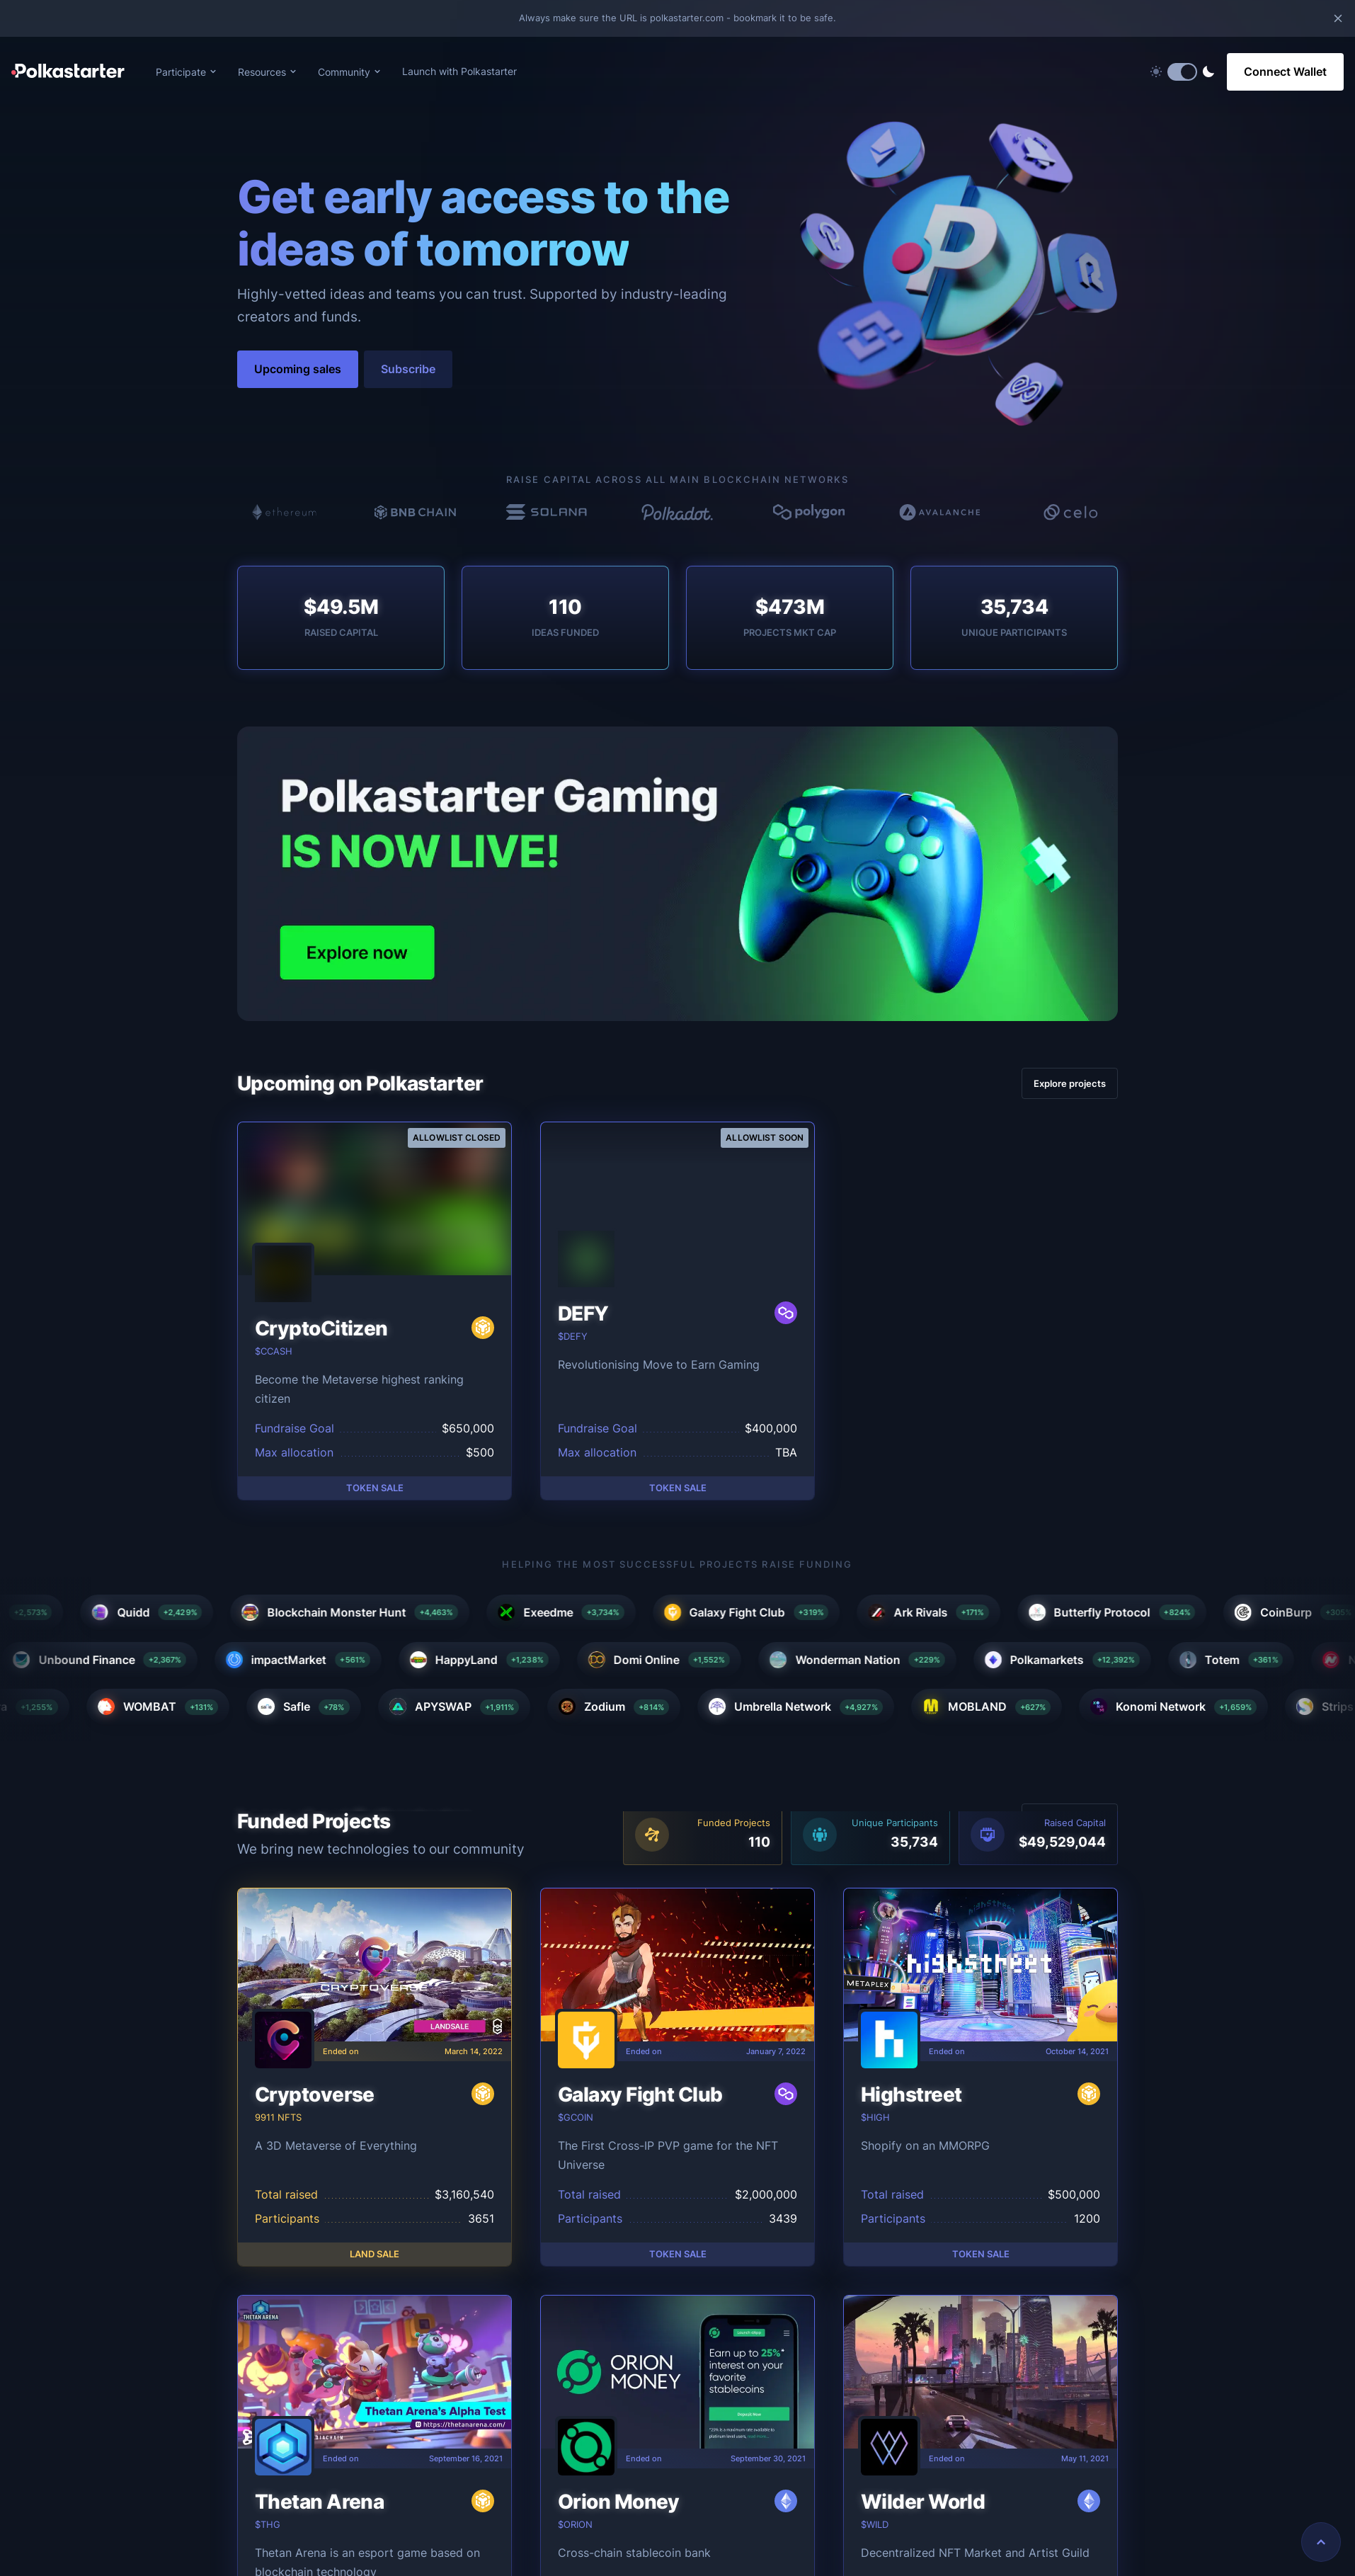 Always make sure the URL is polkastarter.com - bookmark it to be safe.
Polkastarter
Participate
Resources
Community
Launch with Polkastarter
Connect Wallet
Get early access to the
ideas of tomorrow
Highly-vetted ideas and teams you can trust. Supported by industry-leading
creators and funds.
Upcoming sales
Subscribe
RAISE CAPITAL ACROSS ALL MAIN BLOCKCHAIN NETWORKS
ethereum
BNB CHAIN
SOLANA
Polkadot.
polygon
AVALANCHE
celo
$49.5M
RAISED CAPITAL
110
IDEAS FUNDED
$473M
PROJECTS MKT CAP
35,734
UNIQUE PARTICIPANTS
Polkastarter Gaming
IS NOW LIVE!
Explore now
Upcoming on Polkastarter
Explore projects
ALLOWLIST CLOSED
CryptoCitizen
$CCASH
Become the Metaverse highest ranking
citizen
Fundraise Goal $650,000
Max allocation $500
TOKEN SALE
ALLOWLIST SOON
DEFY
$DEFY
Revolutionising Move to Earn Gaming
Fundraise Goal $400,000
Max allocation TBA
TOKEN SALE
HELPING THE MOST SUCCESSFUL PROJECTS RAISE FUNDING
+2,573% Quidd +2,429% Blockchain Monster Hunt +4,463% Exeedme +3,734% Galaxy Fight Club +319% Ark Rivals +171% Butterfly Protocol +824% CoinBurp +305%
Unbound Finance +2,367% impactMarket +561% HappyLand +1,238% Domi Online +1,552% Wonderman Nation +229% Polkamarkets +12,392% Totem +361% N
a +1,255% WOMBAT +131% Safle +78% APYSWAP +1,911% Zodium +814% Umbrella Network +4,927% MOBLAND +627% Konomi Network +1,659% Strips
Funded Projects
We bring new technologies to our community
Funded Projects
110
Unique Participants
35,734
Raised Capital
$49,529,044
CRYPTOVERSE
LANDSALE
Ended on March 14, 2022
Cryptoverse
9911 NFTS
A 3D Metaverse of Everything
Total raised $3,160,540
Participants 3651
LAND SALE
Ended on January 7, 2022
Galaxy Fight Club
$GCOIN
The First Cross-IP PVP game for the NFT
Universe
Total raised $2,000,000
Participants 3439
TOKEN SALE
highstreet
highstreet
METAPLEX
Ended on October 14, 2021
Highstreet
$HIGH
Shopify on an MMORPG
Total raised $500,000
Participants 1200
TOKEN SALE
THETAN ARENA
Thetan Arena's Alpha Test
https://thetanarena.com/
Ended on September 16, 2021
Thetan Arena
$THG
Thetan Arena is an esport game based on
blockchain technology
ORION
MONEY
Earn up to 25%*
interest on your
favorite
stablecoins
Ended on September 30, 2021
Orion Money
$ORION
Cross-chain stablecoin bank
Ended on May 11, 2021
Wilder World
$WILD
Decentralized NFT Market and Artist Guild